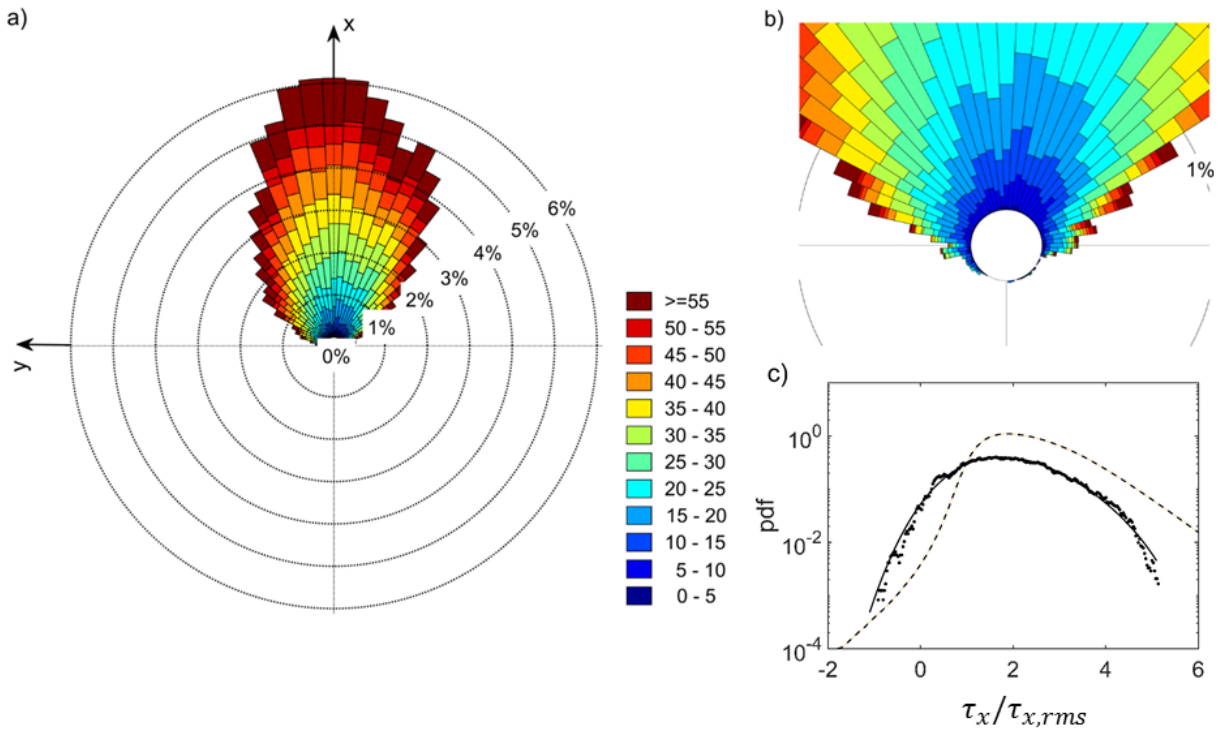 a)
x
y
0%
1%
2%
3%
4%
5%
6%
>=55
50 - 55
45 - 50
40 - 45
35 - 40
30 - 35
25 - 30
20 - 25
15 - 20
10 - 15
5 - 10
0 - 5
b)
1%
c)
pdf
10⁰
10⁻²
10⁻⁴
-2
0
2
4
6
τₓ/τₓ,rms